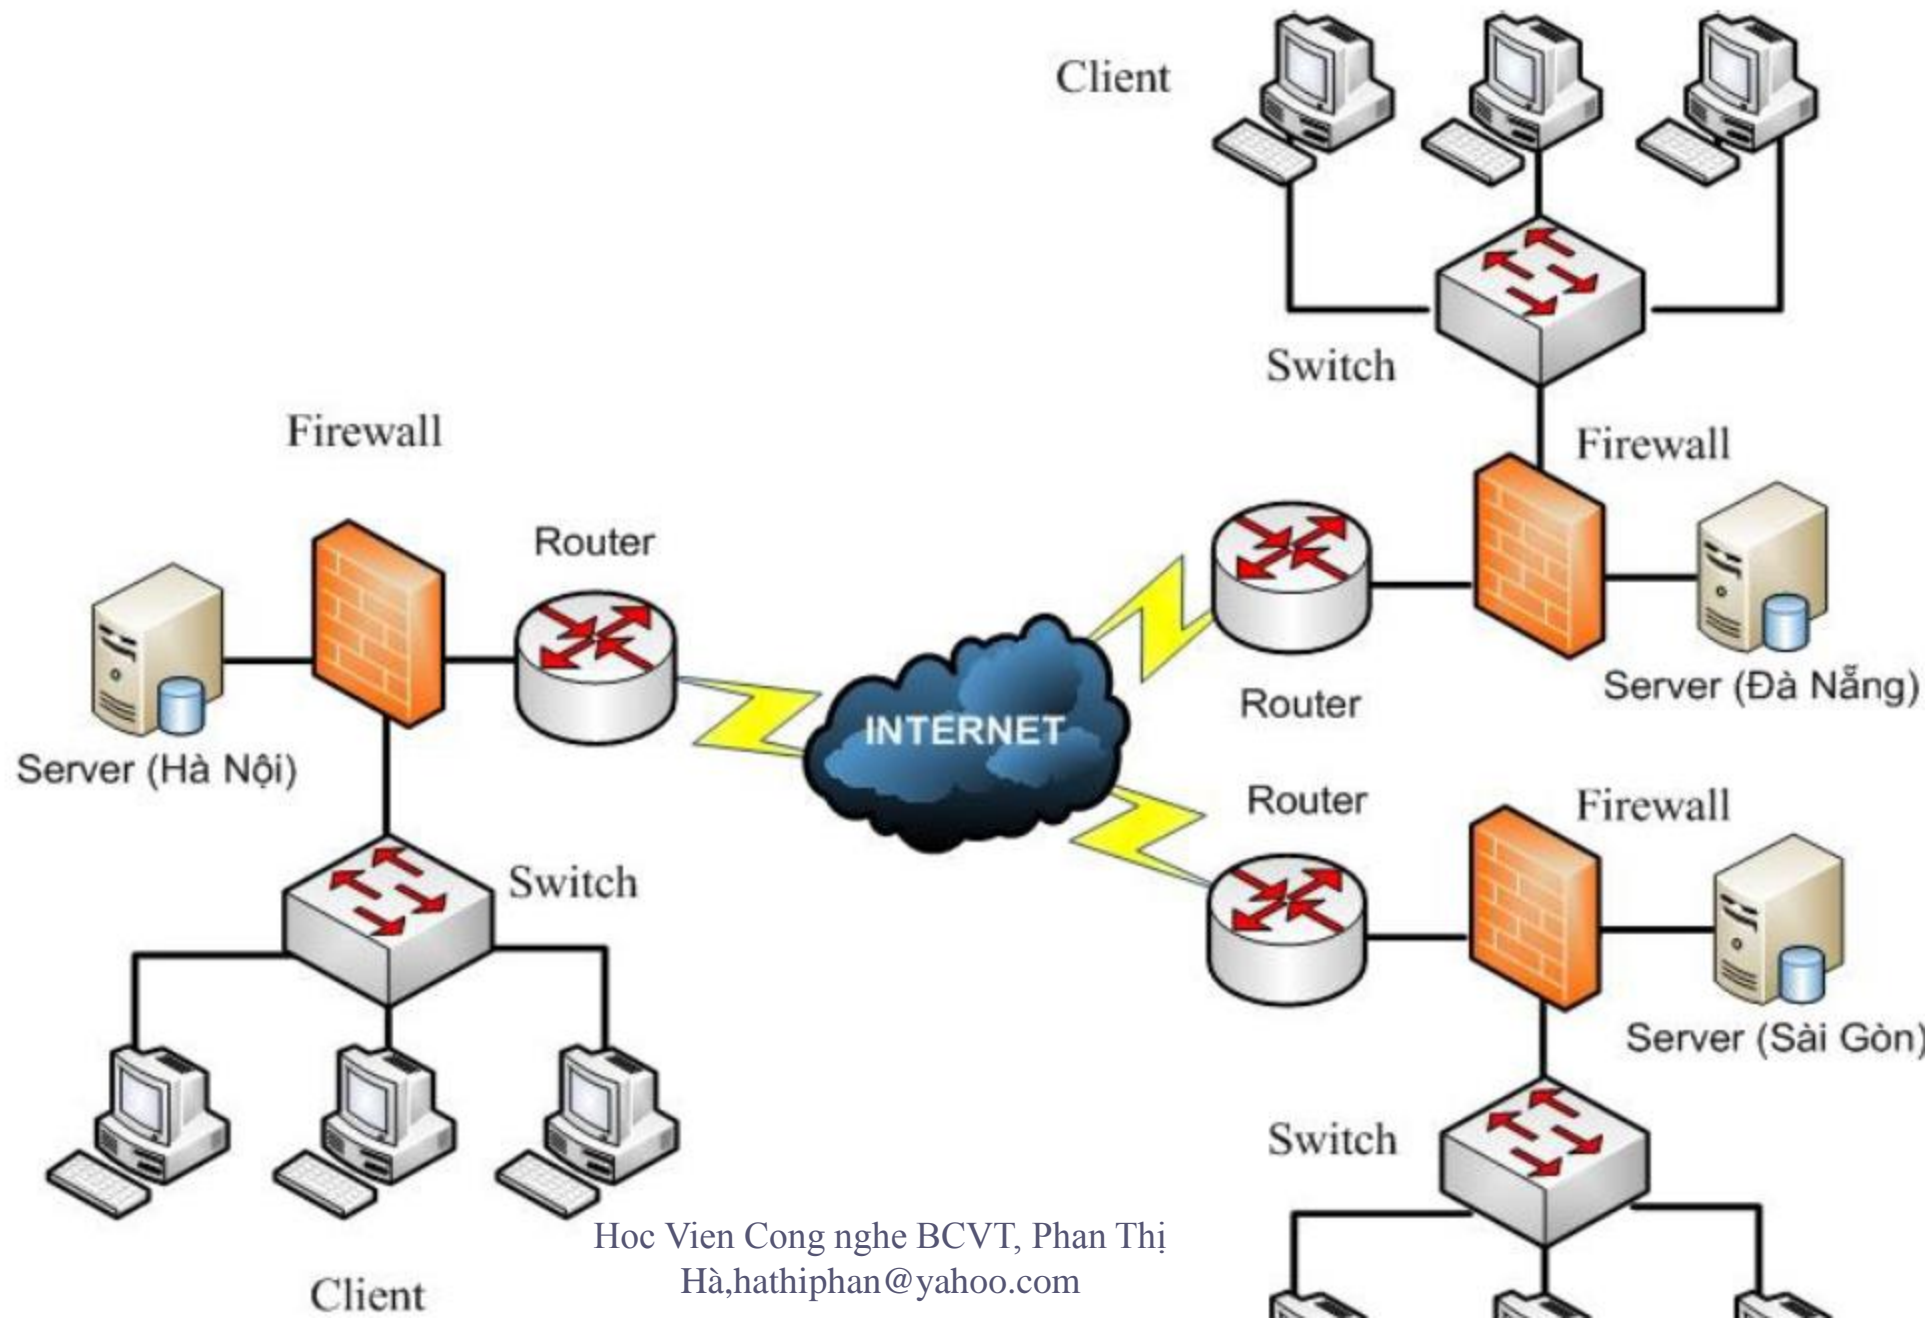 Client
Switch
Firewall
Firewall
Router
Server (Đà Nẵng)
Router
INTERNET
Server (Hà Nội)
Router
Firewall
Switch
Server (Sài Gòn)
Switch
Hoc Vien Cong nghe BCVT, Phan Thị
Hà,hathiphan@yahoo.com
Client